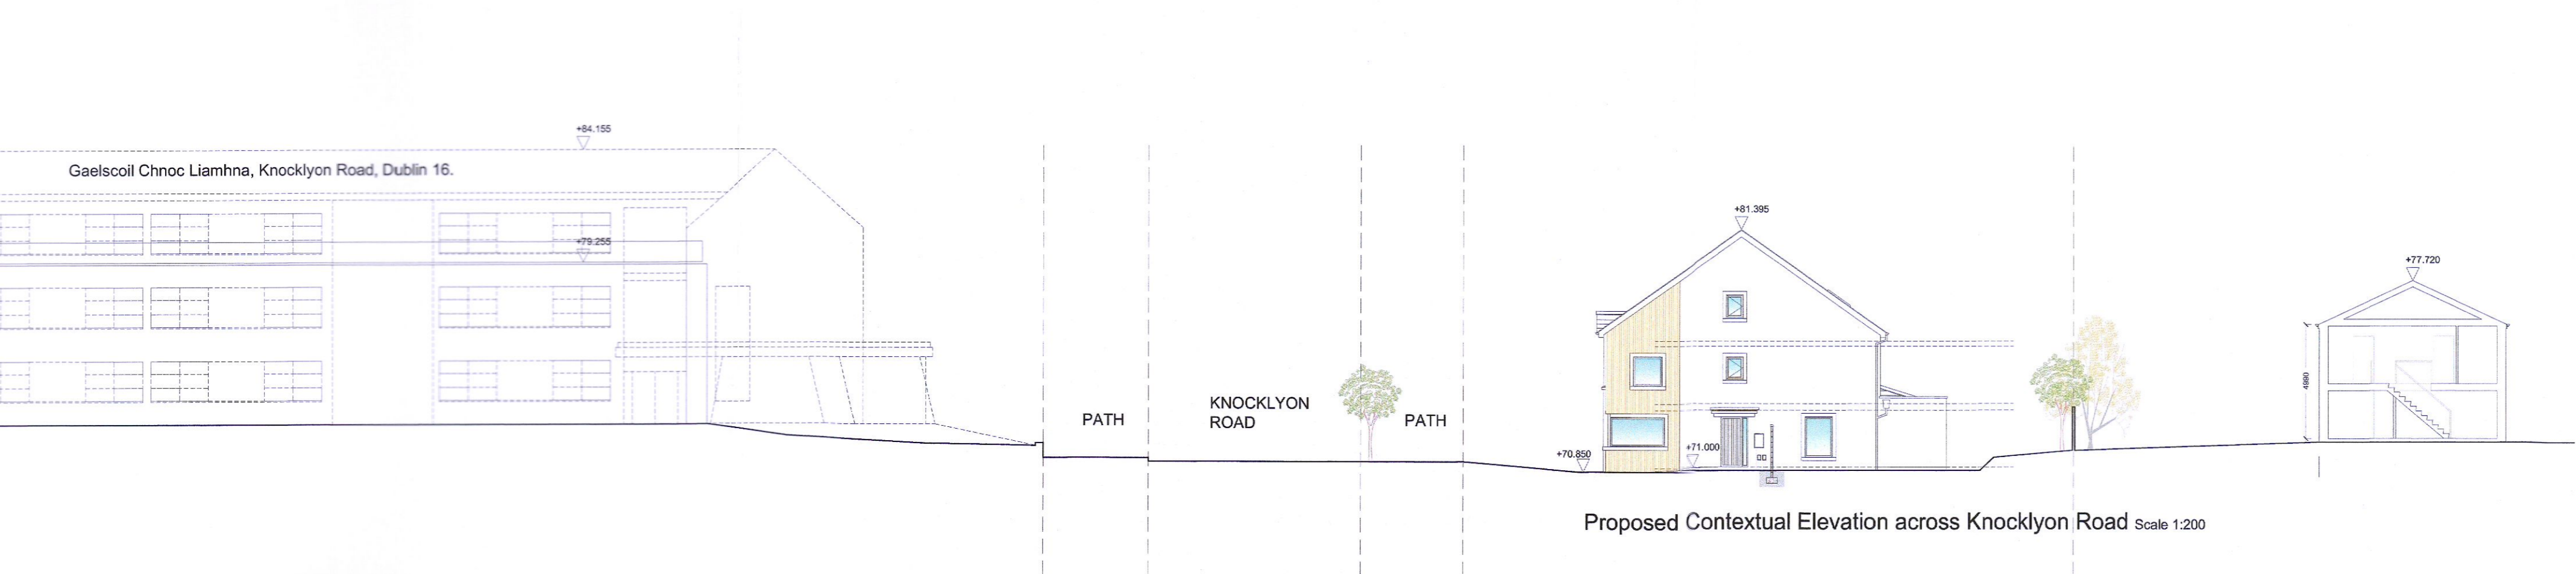 +84.155
Gaelscoil Chnoc Liamhna, Knocklyon Road, Dublin 16.
+79.255
PATH
KNOCKLYON
ROAD
PATH
+81.395
+70.850
+71.000
+77.720
4990
Proposed Contextual Elevation across Knocklyon Road Scale 1:200